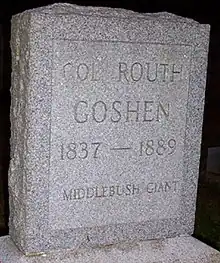 COL. ROUTH
GOSHEN
1837 — 1889
MIDDLEBUSH GIANT